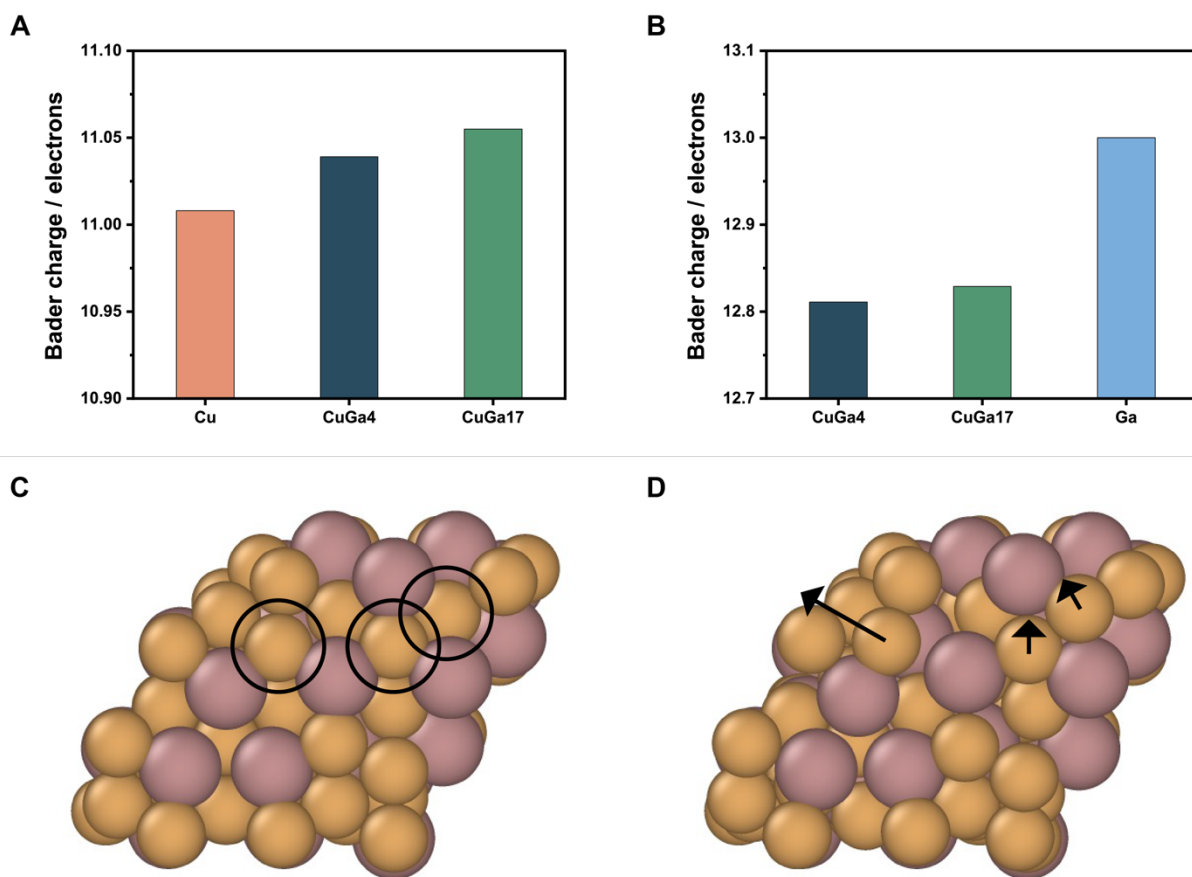 A
Bader charge / electrons
11.10
11.05
11.00
10.95
10.90
Cu
CuGa4
CuGa17
B
Bader charge / electrons
13.1
13.0
12.9
12.8
12.7
CuGa4
CuGa17
Ga
C
D